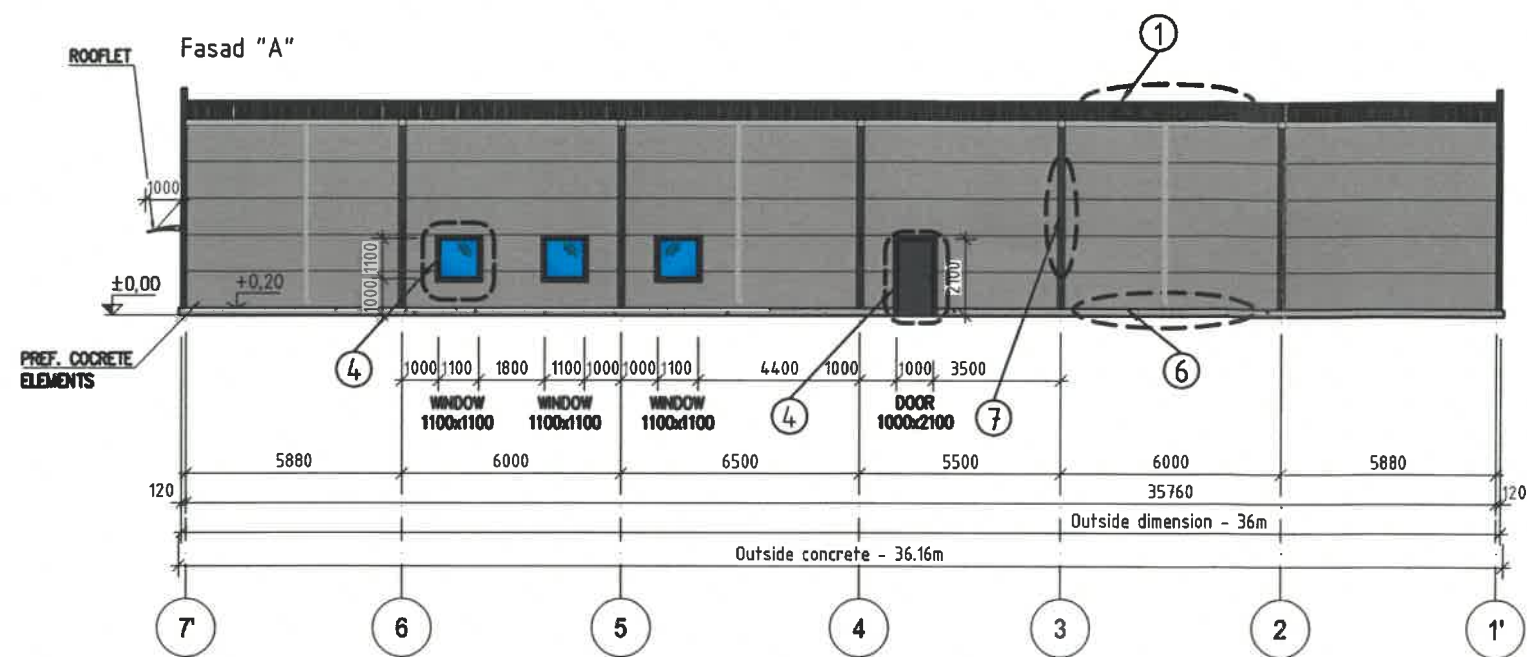 Fasad "A"
ROOFLET
1
1000
±0,00
+0,20
1000
1100
2100
PREF. COCRETE
ELEMENTS
4
4
7
6
1000 1100 1800 1100 1000 1000 1100 4400 1000 1000 3500
WINDOW
1100x1100
WINDOW
1100x1100
WINDOW
1100x1100
DOOR
1000x2100
5880 6000 6500 5500 6000 5880
120 35760 120
Outside dimension - 36m
Outside concrete - 36.16m
7' 6 5 4 3 2 1'